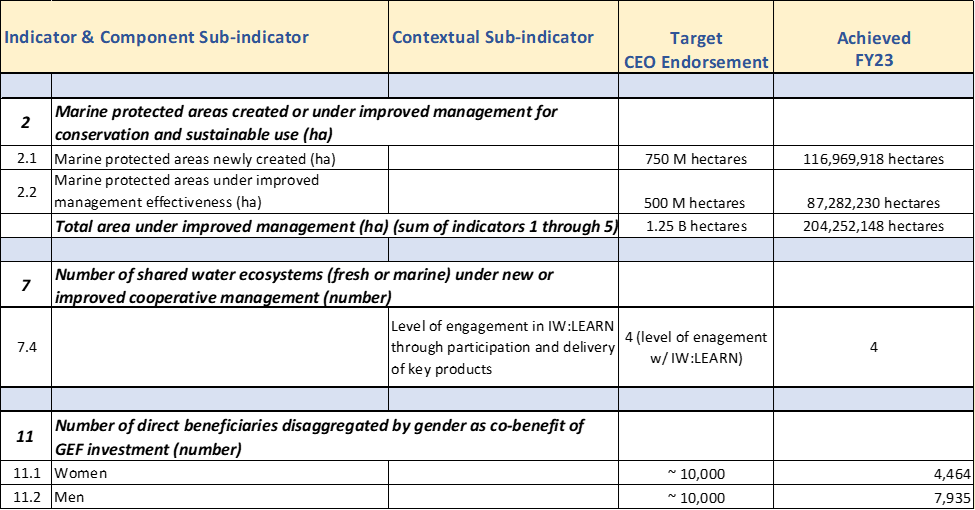 Indicator & Component Sub-indicator
Contextual Sub-indicator
Target
CEO Endorsement
Achieved
FY23
2
Marine protected areas created or under improved management for
conservation and sustainable use (ha)
2.1
Marine protected areas newly created (ha)
750 M hectares
116,969,918 hectares
2.2
Marine protected areas under improved
management effectiveness (ha)
500 M hectares
87,282,230 hectares
Total area under improved management (ha) (sum of indicators 1 through 5)
1.25 B hectares
204,252,148 hectares
7
Number of shared water ecosystems (fresh or marine) under new or
improved cooperative management (number)
7.4
Level of engagement in IW:LEARN
through participation and delivery
of key products
4 (level of enagement
w/ IW:LEARN)
4
11
Number of direct beneficiaries disaggregated by gender as co-benefit of
GEF investment (number)
11.1
Women
~ 10,000
4,464
11.2
Men
~ 10,000
7,935